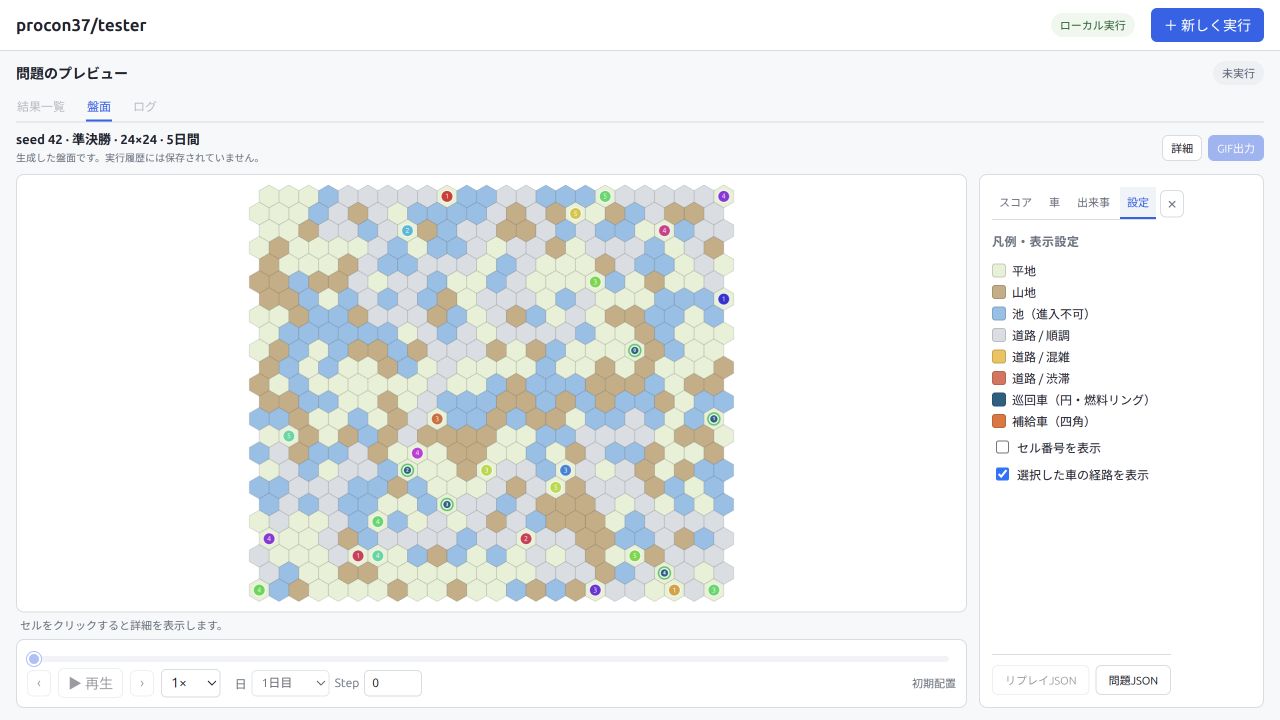 procon37/tester
ローカル実行
＋ 新しく実行
問題のプレビュー
未実行
結果一覧 盤面 ログ
seed 42 · 準決勝 · 24×24 · 5日間
生成した盤面です。実行履歴には保存されていません。
詳細
GIF出力
スコア 車 出来事 設定 ×
凡例・表示設定
平地
山地
池（進入不可）
道路 / 順調
道路 / 混雑
道路 / 渋滞
巡回車（円・燃料リング）
補給車（四角）
セル番号を表示
選択した車の経路を表示
セルをクリックすると詳細を表示します。
‹ ▶ 再生 › 1× 日 1日目 Step 0
初期配置
リプレイJSON
問題JSON